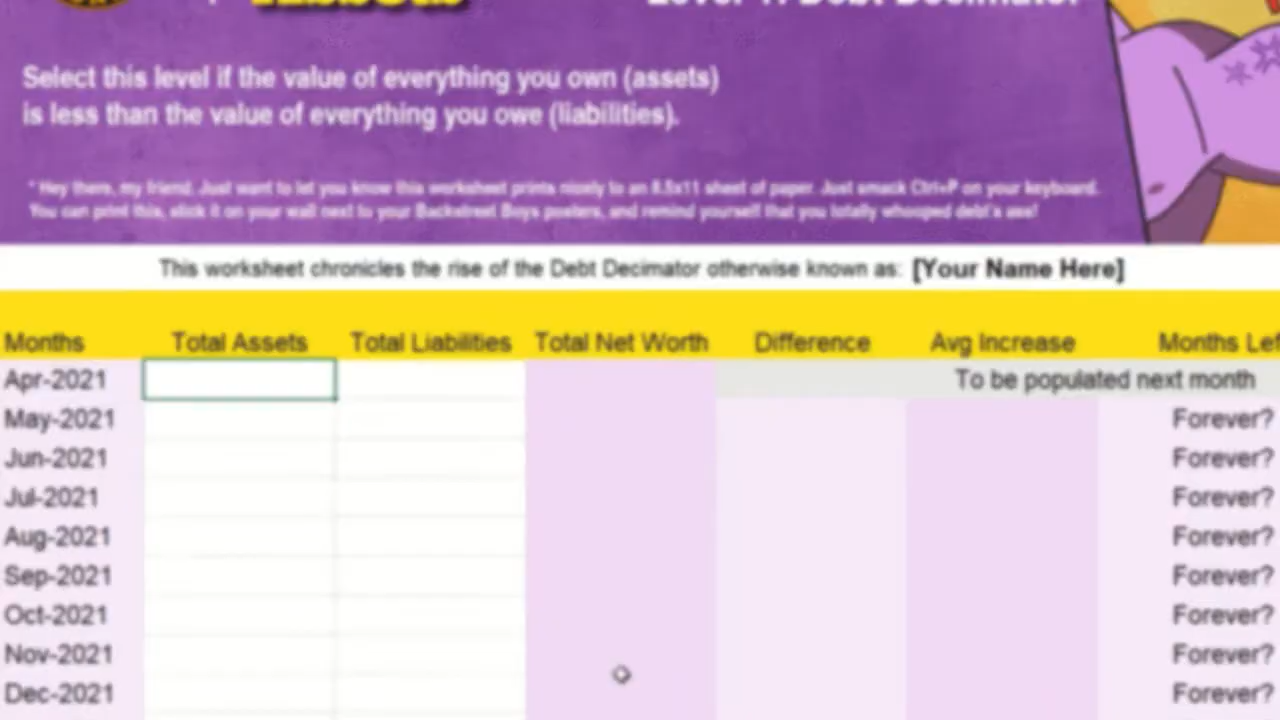 Level 1: Debt Decimator
Select this level if the value of everything you own (assets)
is less than the value of everything you owe (liabilities).
* Hey there, my friend. Just want to let you know this worksheet prints nicely to an 8.5x11 sheet of paper. Just smack Ctrl+P on your keyboard.
You can print this, stick it on your wall next to your Backstreet Boys posters, and remind yourself that you totally whooped debt's ass!
This worksheet chronicles the rise of the Debt Decimator otherwise known as: [Your Name Here]
Months Total Assets Total Liabilities Total Net Worth Difference Avg Increase Months Lef
Apr-2021 To be populated next month
May-2021 Forever?
Jun-2021 Forever?
Jul-2021 Forever?
Aug-2021 Forever?
Sep-2021 Forever?
Oct-2021 Forever?
Nov-2021 Forever?
Dec-2021 Forever?